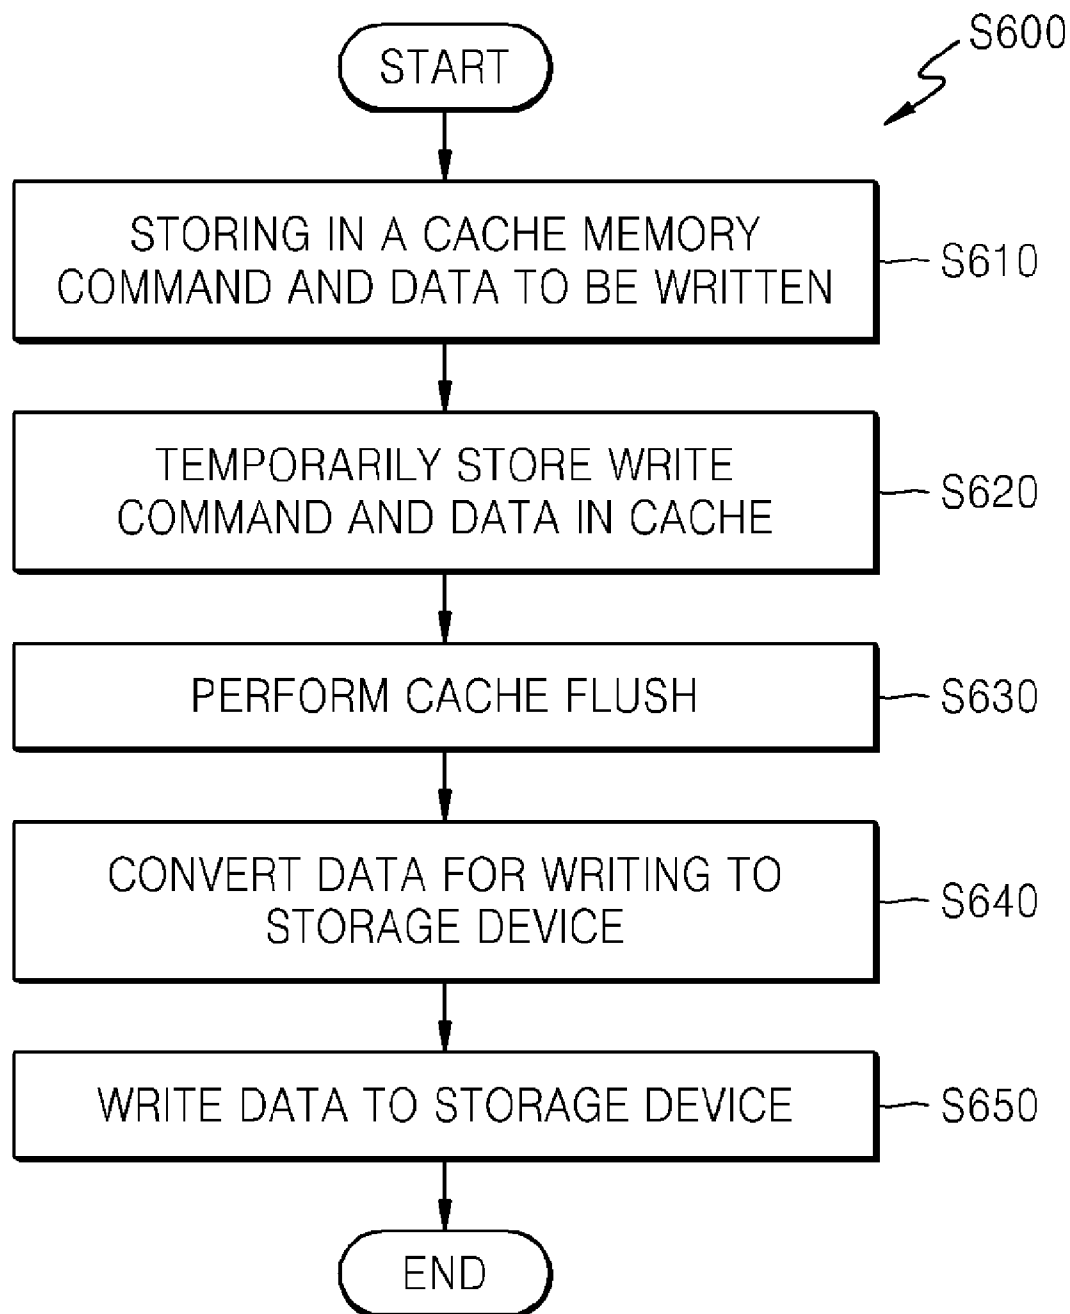 S600
START
STORING IN A CACHE MEMORY
COMMAND AND DATA TO BE WRITTEN
S610
TEMPORARILY STORE WRITE
COMMAND AND DATA IN CACHE
S620
PERFORM CACHE FLUSH
S630
CONVERT DATA FOR WRITING TO
STORAGE DEVICE
S640
WRITE DATA TO STORAGE DEVICE
S650
END